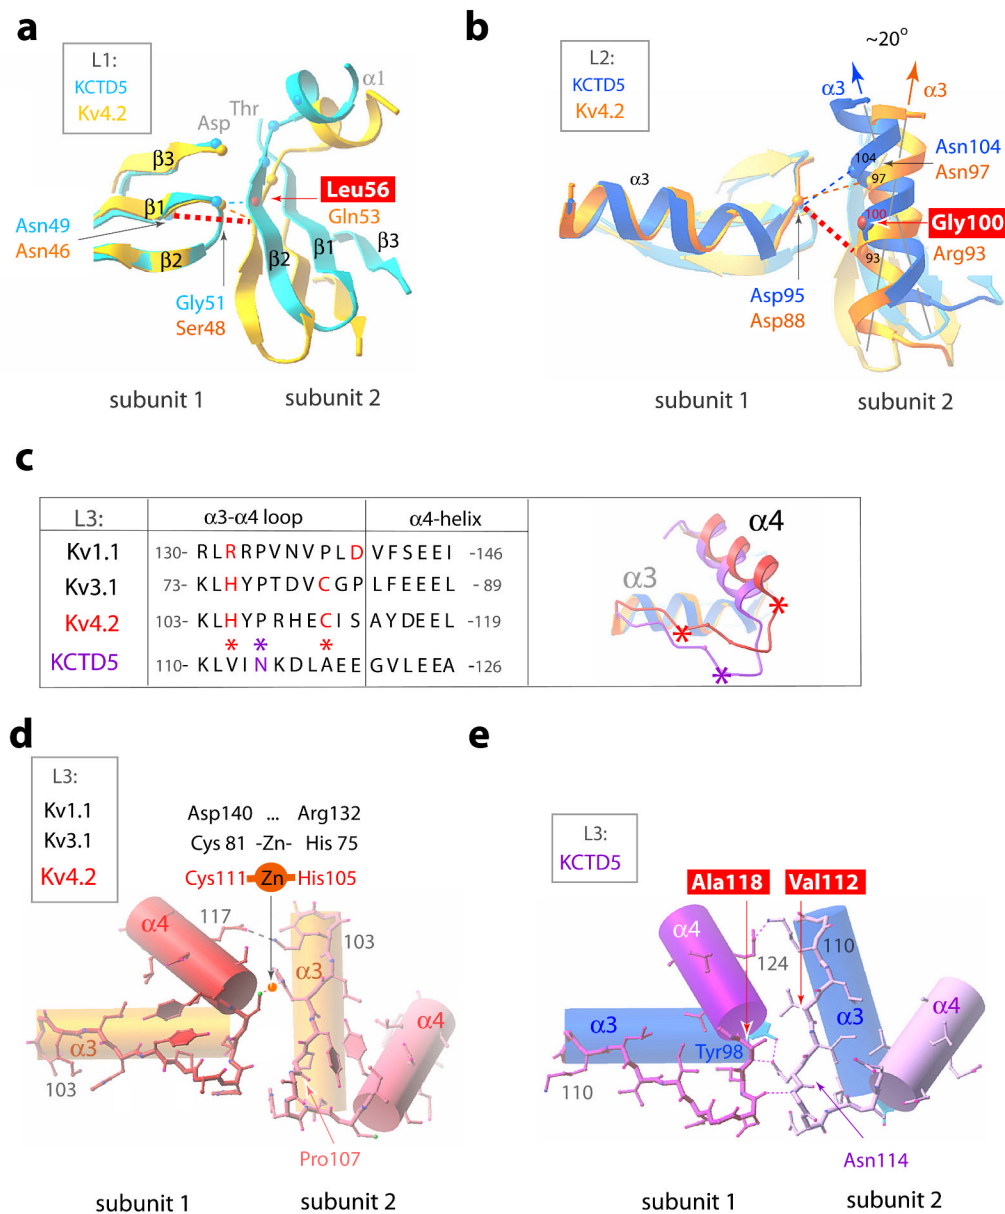 a
L1:
KCTD5
Kv4.2
Asp
Thr
α1
β3
β1
Leu56
Gln53
Asn49
Asn46
β2
β2
β1
β3
Gly51
Ser48
subunit 1
subunit 2
b
L2:
KCTD5
Kv4.2
~20°
α3
α3
Asn104
Asn97
104
97
α3
100
Gly100
93
Arg93
Asp95
Asp88
subunit 1
subunit 2
c
L3:
α3-α4 loop
α4-helix
Kv1.1
130- R L R R P V N V P L D V F S E E I -146
Kv3.1
73- K L H Y P T D V C G P L F E E E L - 89
Kv4.2
103- K L H Y P R H E C I S A Y D E E L -119
* * *
KCTD5
110- K L V I N K D L A E E G V L E E A -126
α4
α3
*
*
*
d
L3:
Kv1.1
Kv3.1
Kv4.2
Asp140 ... Arg132
Cys 81 -Zn- His 75
Cys111 Zn His105
α4
117
103
α3
α3
α4
103
Pro107
subunit 1
subunit 2
e
L3:
KCTD5
Ala118
Val112
α4
110
124
α3
α3
α4
Tyr98
110
Asn114
subunit 1
subunit 2